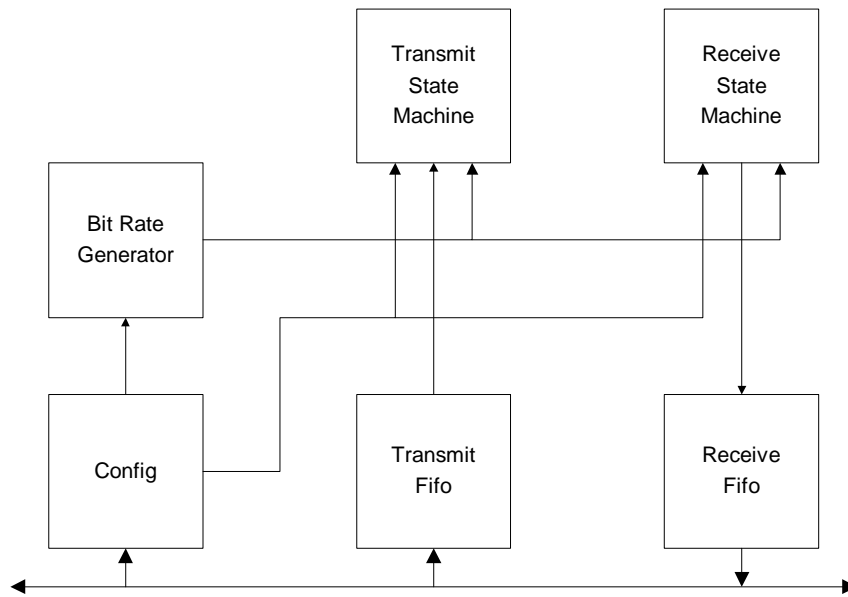 Transmit
State
Machine
Receive
State
Machine
Bit Rate
Generator
Config
Transmit
Fifo
Receive
Fifo